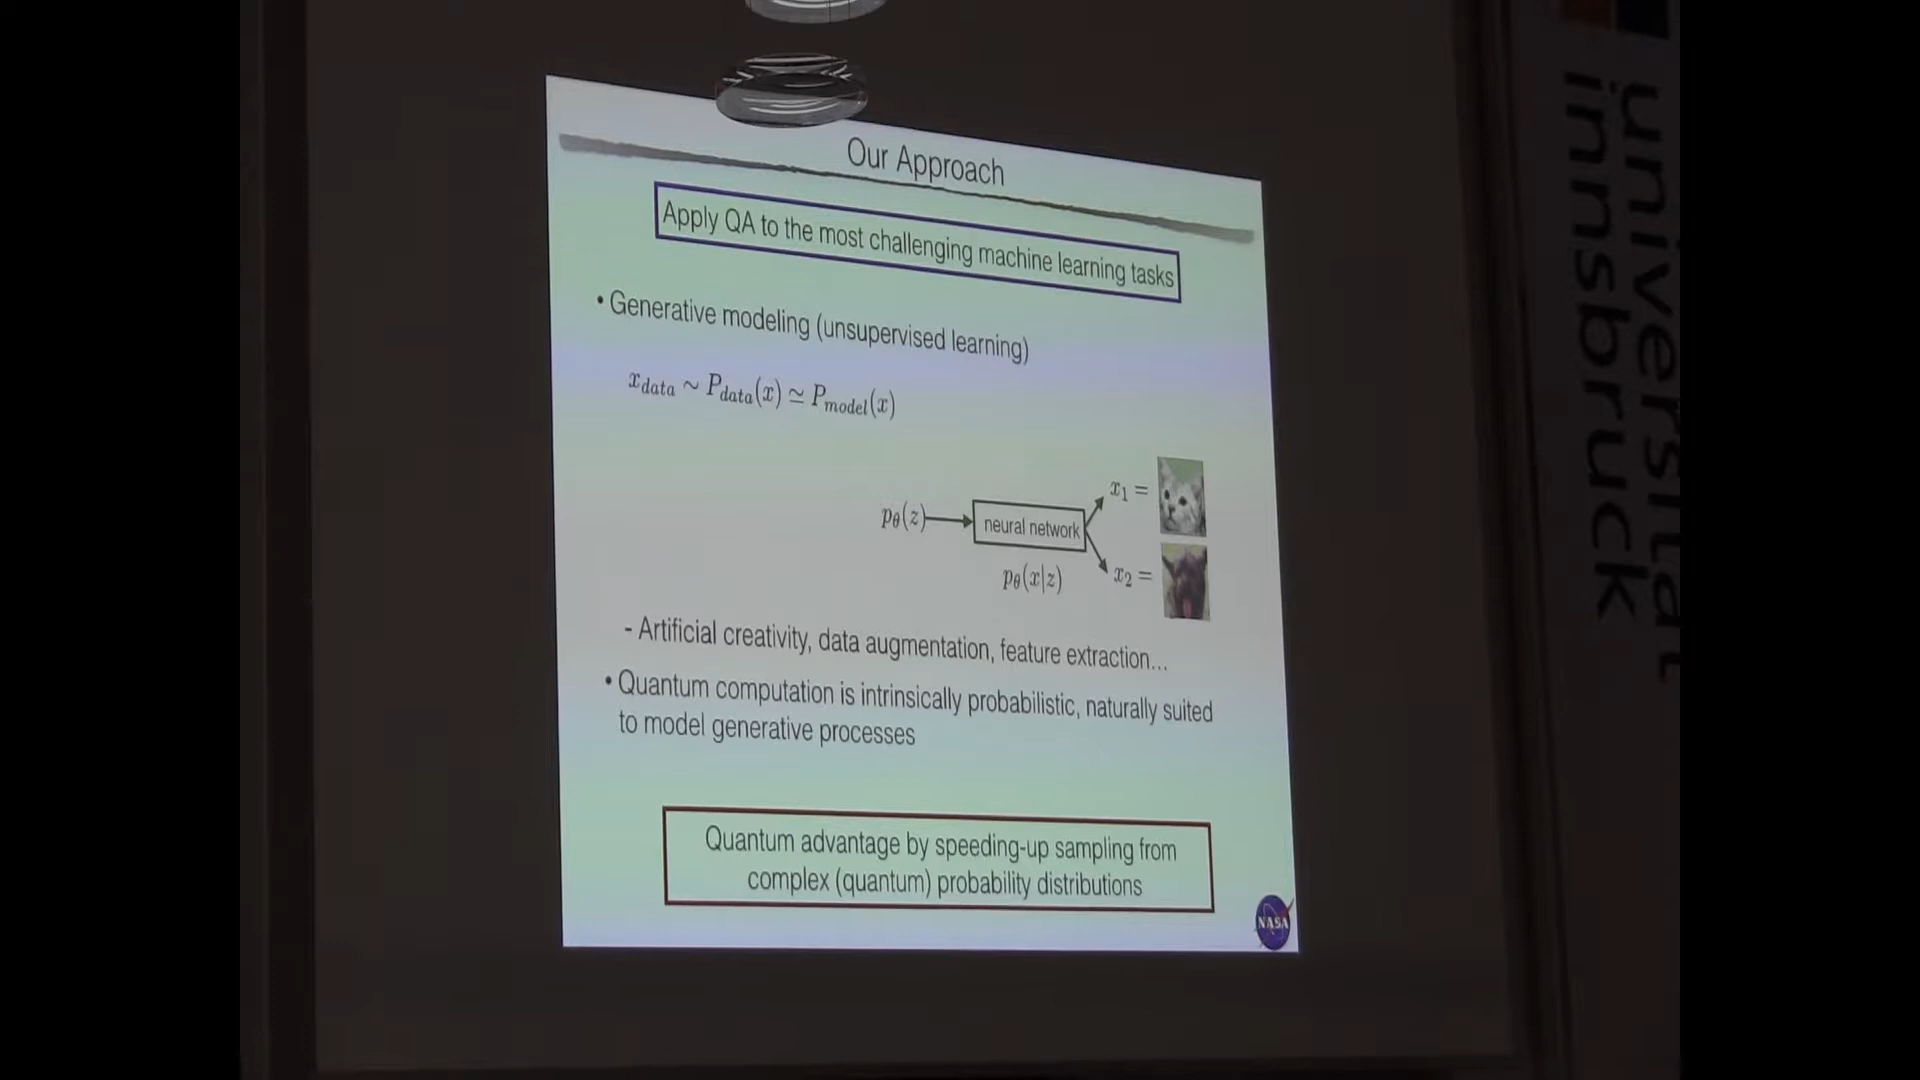 Our Approach
Apply QA to the most challenging machine learning tasks
• Generative modeling (unsupervised learning)
x_data ∼ P_data(x) ≃ P_model(x)
p_θ(z)
neural network
p_θ(x|z)
x_1 =
x_2 =
- Artificial creativity, data augmentation, feature extraction...
• Quantum computation is intrinsically probabilistic, naturally suited
to model generative processes
Quantum advantage by speeding-up sampling from
complex (quantum) probability distributions
NASA
universität
innsbruck